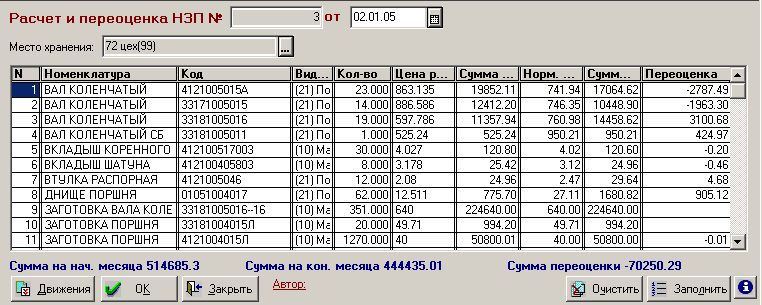 Расчет и переоценка НЗП № 3 от 02.01.05
Место хранения: 72 цех(99) ...
N Номенклатура Код Вид... Кол-во Цена р... Сумма ... Норм. ... Сумм... Переоценка
1 ВАЛ КОЛЕНЧАТЫЙ 4121005015А (21) По 23.000 863.135 19852.11 741.94 17064.62 -2787.49
2 ВАЛ КОЛЕНЧАТЫЙ 33171005015 (21) По 14.000 886.586 12412.20 746.35 10448.90 -1963.30
3 ВАЛ КОЛЕНЧАТЫЙ 33181005016 (21) По 19.000 597.786 11357.94 760.98 14458.62 3100.68
4 ВАЛ КОЛЕНЧАТЫЙ СБ 33181005011 (21) По 1.000 525.24 525.24 950.21 950.21 424.97
5 ВКЛАДЫШ КОРЕННОГО 412100517003 (10) Ма 30.000 4.027 120.80 4.02 120.60 -0.20
6 ВКЛАДЫШ ШАТУНА 412100405803 (10) Ма 8.000 3.178 25.42 3.12 24.96 -0.46
7 ВТУЛКА РАСПОРНАЯ 4121005046 (21) По 12.000 2.08 24.96 2.47 29.64 4.68
8 ДНИЩЕ ПОРШНЯ 01051004017 (21) По 62.000 12.511 775.70 27.11 1680.82 905.12
9 ЗАГОТОВКА ВАЛА КОЛЕ 33181005016--16 (10) Ма 351.000 640 224640.00 640.00 224640.00
10 ЗАГОТОВКА ПОРШНЯ 33181004015Л (10) Ма 20.000 49.71 994.20 49.71 994.20
11 ЗАГОТОВКА ПОРШНЯ 4121004015Л (10) Ма 1270.000 40 50800.01 40.00 50800.00 -0.01
Сумма на нач. месяца 514685.3 Сумма на кон. месяца 444435.01 Сумма переоценки -70250.29
Движения OK Закрыть Автор: Очистить Заполнить